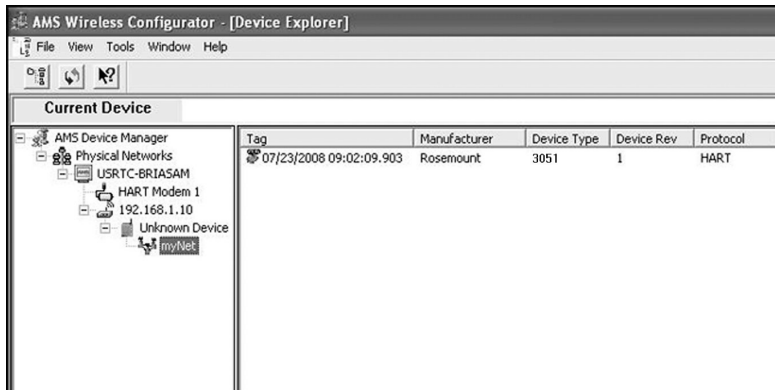 AMS Wireless Configurator - [Device Explorer]
File View Tools Window Help
Current Device
AMS Device Manager
Physical Networks
USRTC-BRIASAM
HART Modem 1
192.168.1.10
Unknown Device
myNet
Tag Manufacturer Device Type Device Rev Protocol
07/23/2008 09:02:09.903 Rosemount 3051 1 HART